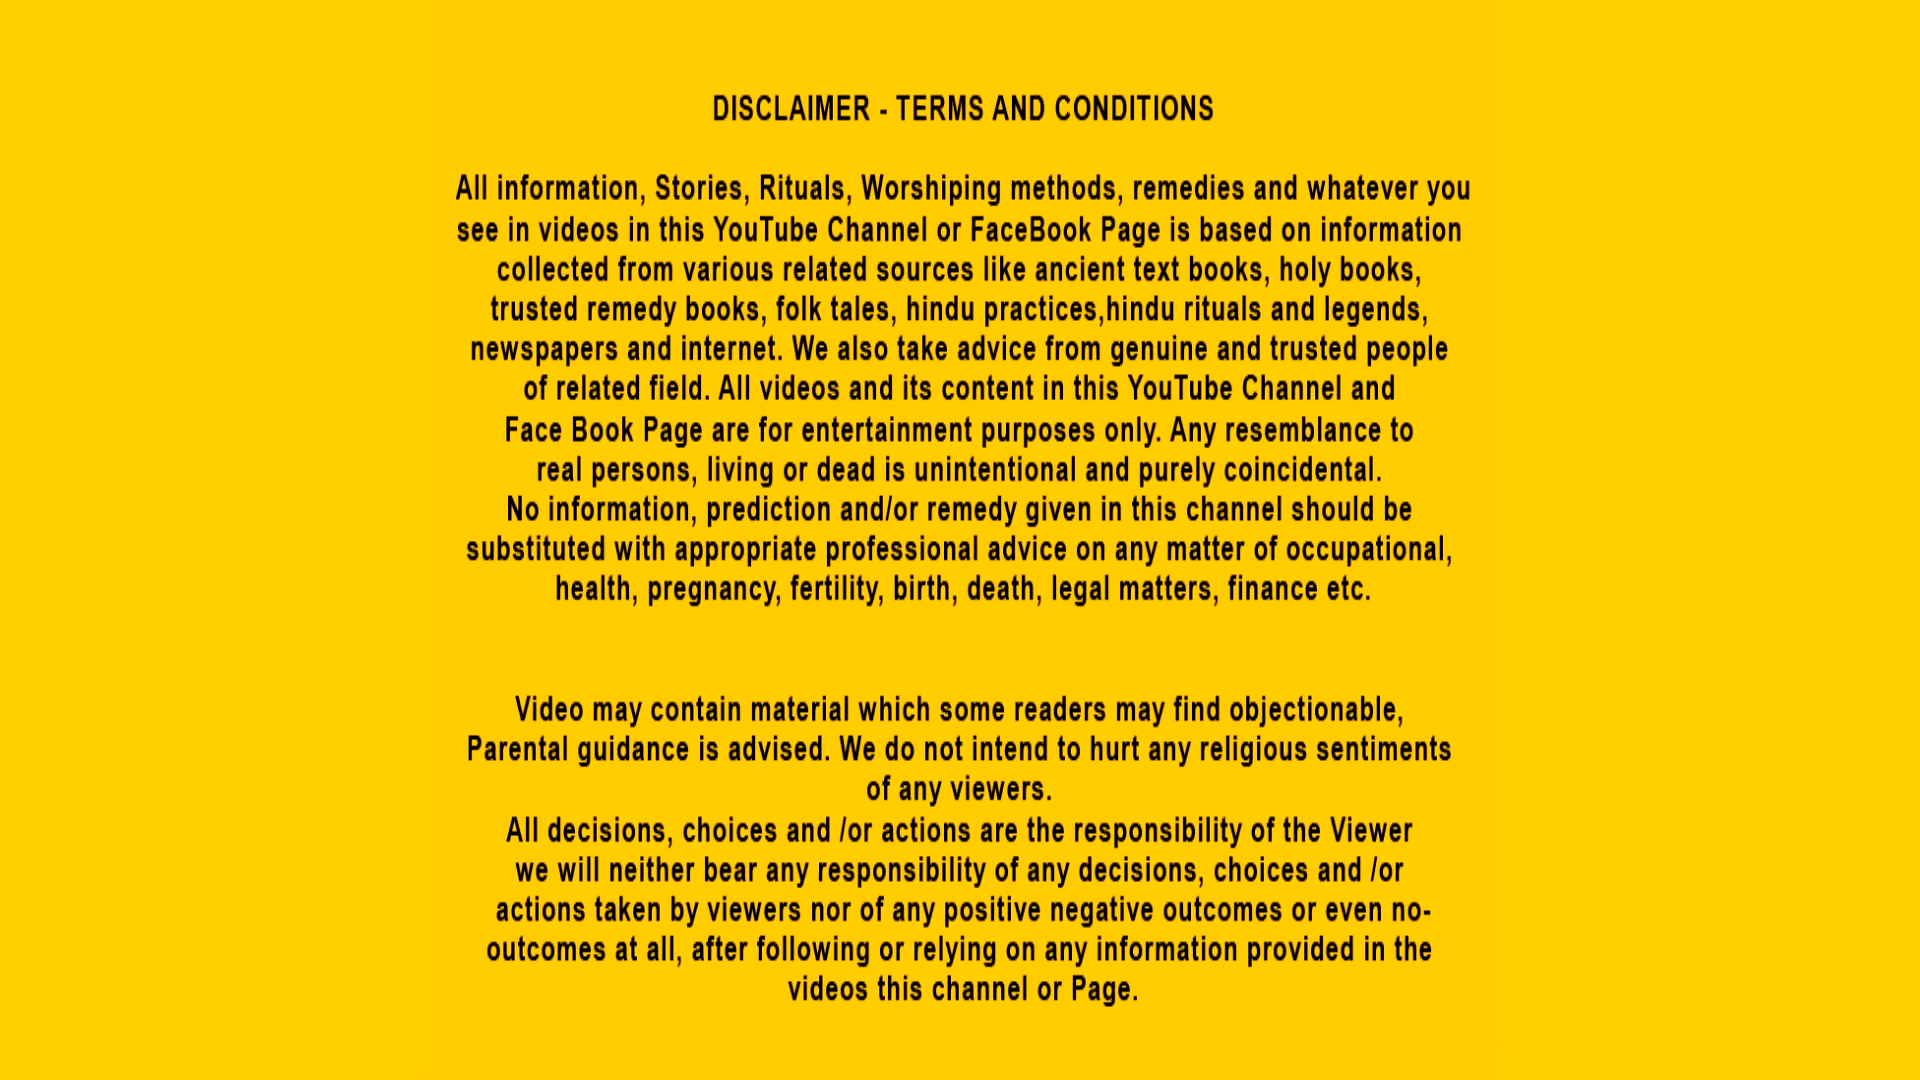 DISCLAIMER - TERMS AND CONDITIONS
All information, Stories, Rituals, Worshiping methods, remedies and whatever you
see in videos in this YouTube Channel or FaceBook Page is based on information
collected from various related sources like ancient text books, holy books,
trusted remedy books, folk tales, hindu practices,hindu rituals and legends,
newspapers and internet. We also take advice from genuine and trusted people
of related field. All videos and its content in this YouTube Channel and
Face Book Page are for entertainment purposes only. Any resemblance to
real persons, living or dead is unintentional and purely coincidental.
No information, prediction and/or remedy given in this channel should be
substituted with appropriate professional advice on any matter of occupational,
health, pregnancy, fertility, birth, death, legal matters, finance etc.
Video may contain material which some readers may find objectionable,
Parental guidance is advised. We do not intend to hurt any religious sentiments
of any viewers.
All decisions, choices and /or actions are the responsibility of the Viewer
we will neither bear any responsibility of any decisions, choices and /or
actions taken by viewers nor of any positive negative outcomes or even no-
outcomes at all, after following or relying on any information provided in the
videos this channel or Page.